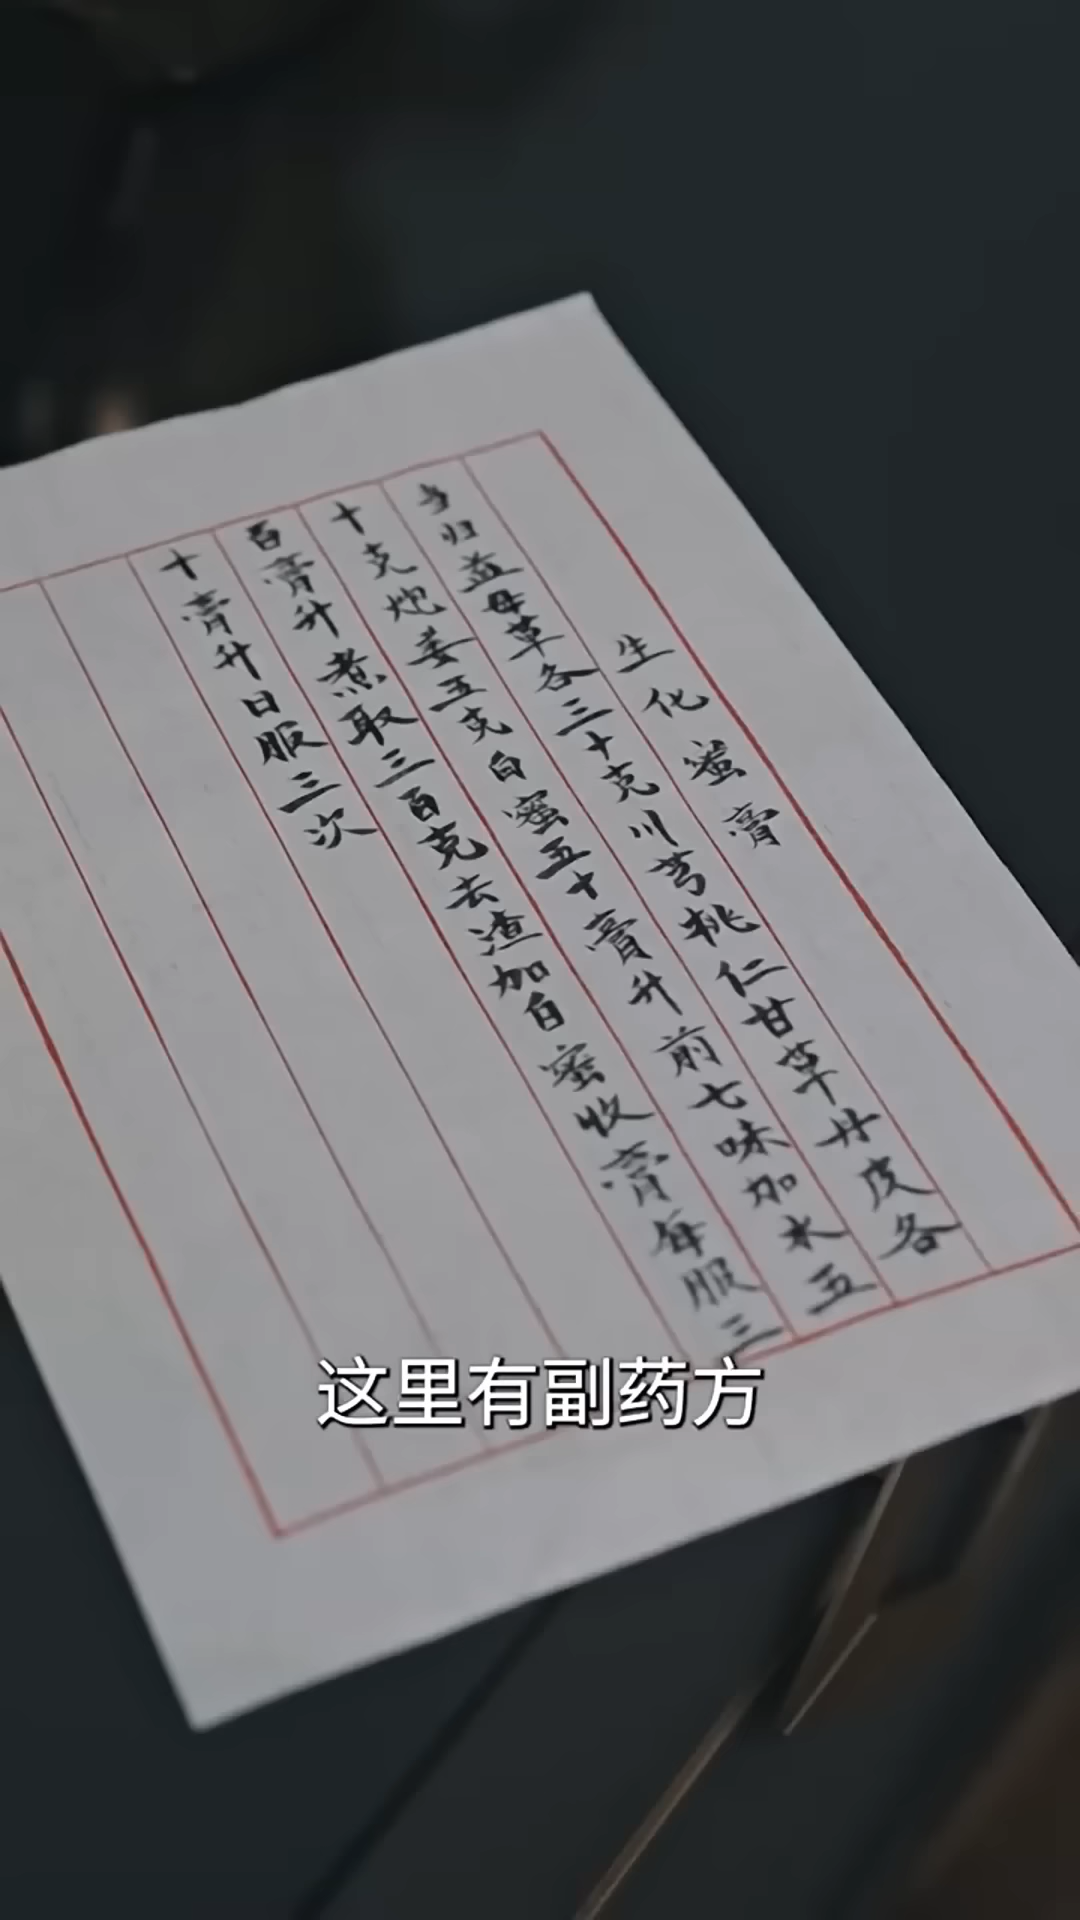 生化蜜膏
当归益母草各三十克川芎桃仁甘草丹皮各
十克炮姜五克白蜜五十膏升前七味加水五
百膏升煮取三百克去渣加白蜜收膏每服三
十膏升日服三次
这里有副药方